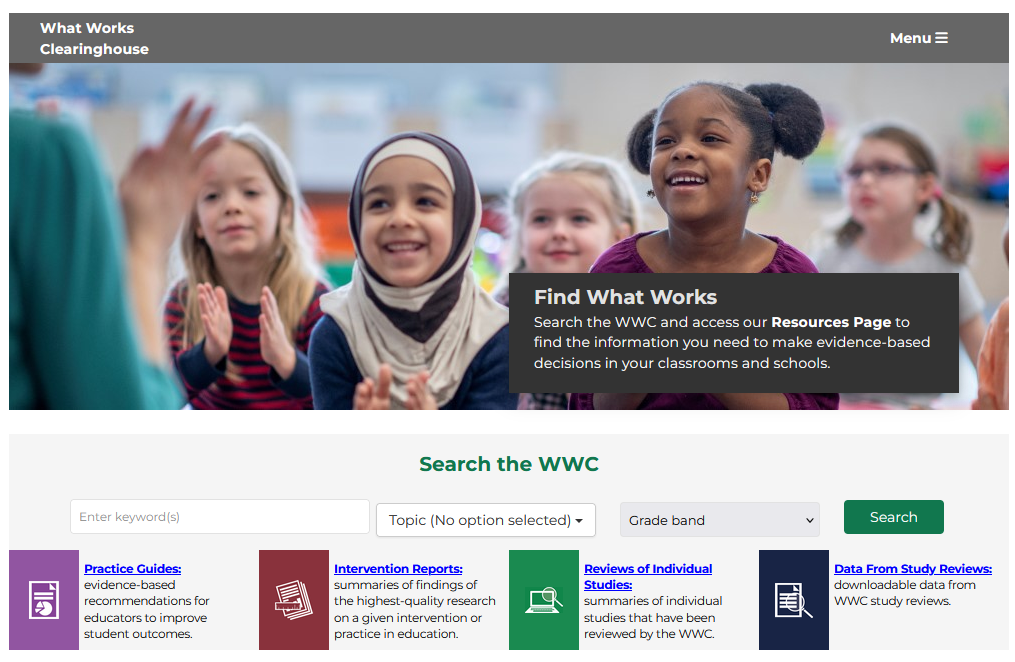 What Works
Clearinghouse
Menu
Find What Works
Search the WWC and access our Resources Page to
find the information you need to make evidence-based
decisions in your classrooms and schools.
Search the WWC
Enter keyword(s)
Topic (No option selected)
Grade band
Search
Practice Guides:
evidence-based
recommendations for
educators to improve
student outcomes.
Intervention Reports:
summaries of findings of
the highest-quality research
on a given intervention or
practice in education.
Reviews of Individual
Studies:
summaries of individual
studies that have been
reviewed by the WWC.
Data From Study Reviews:
downloadable data from
WWC study reviews.